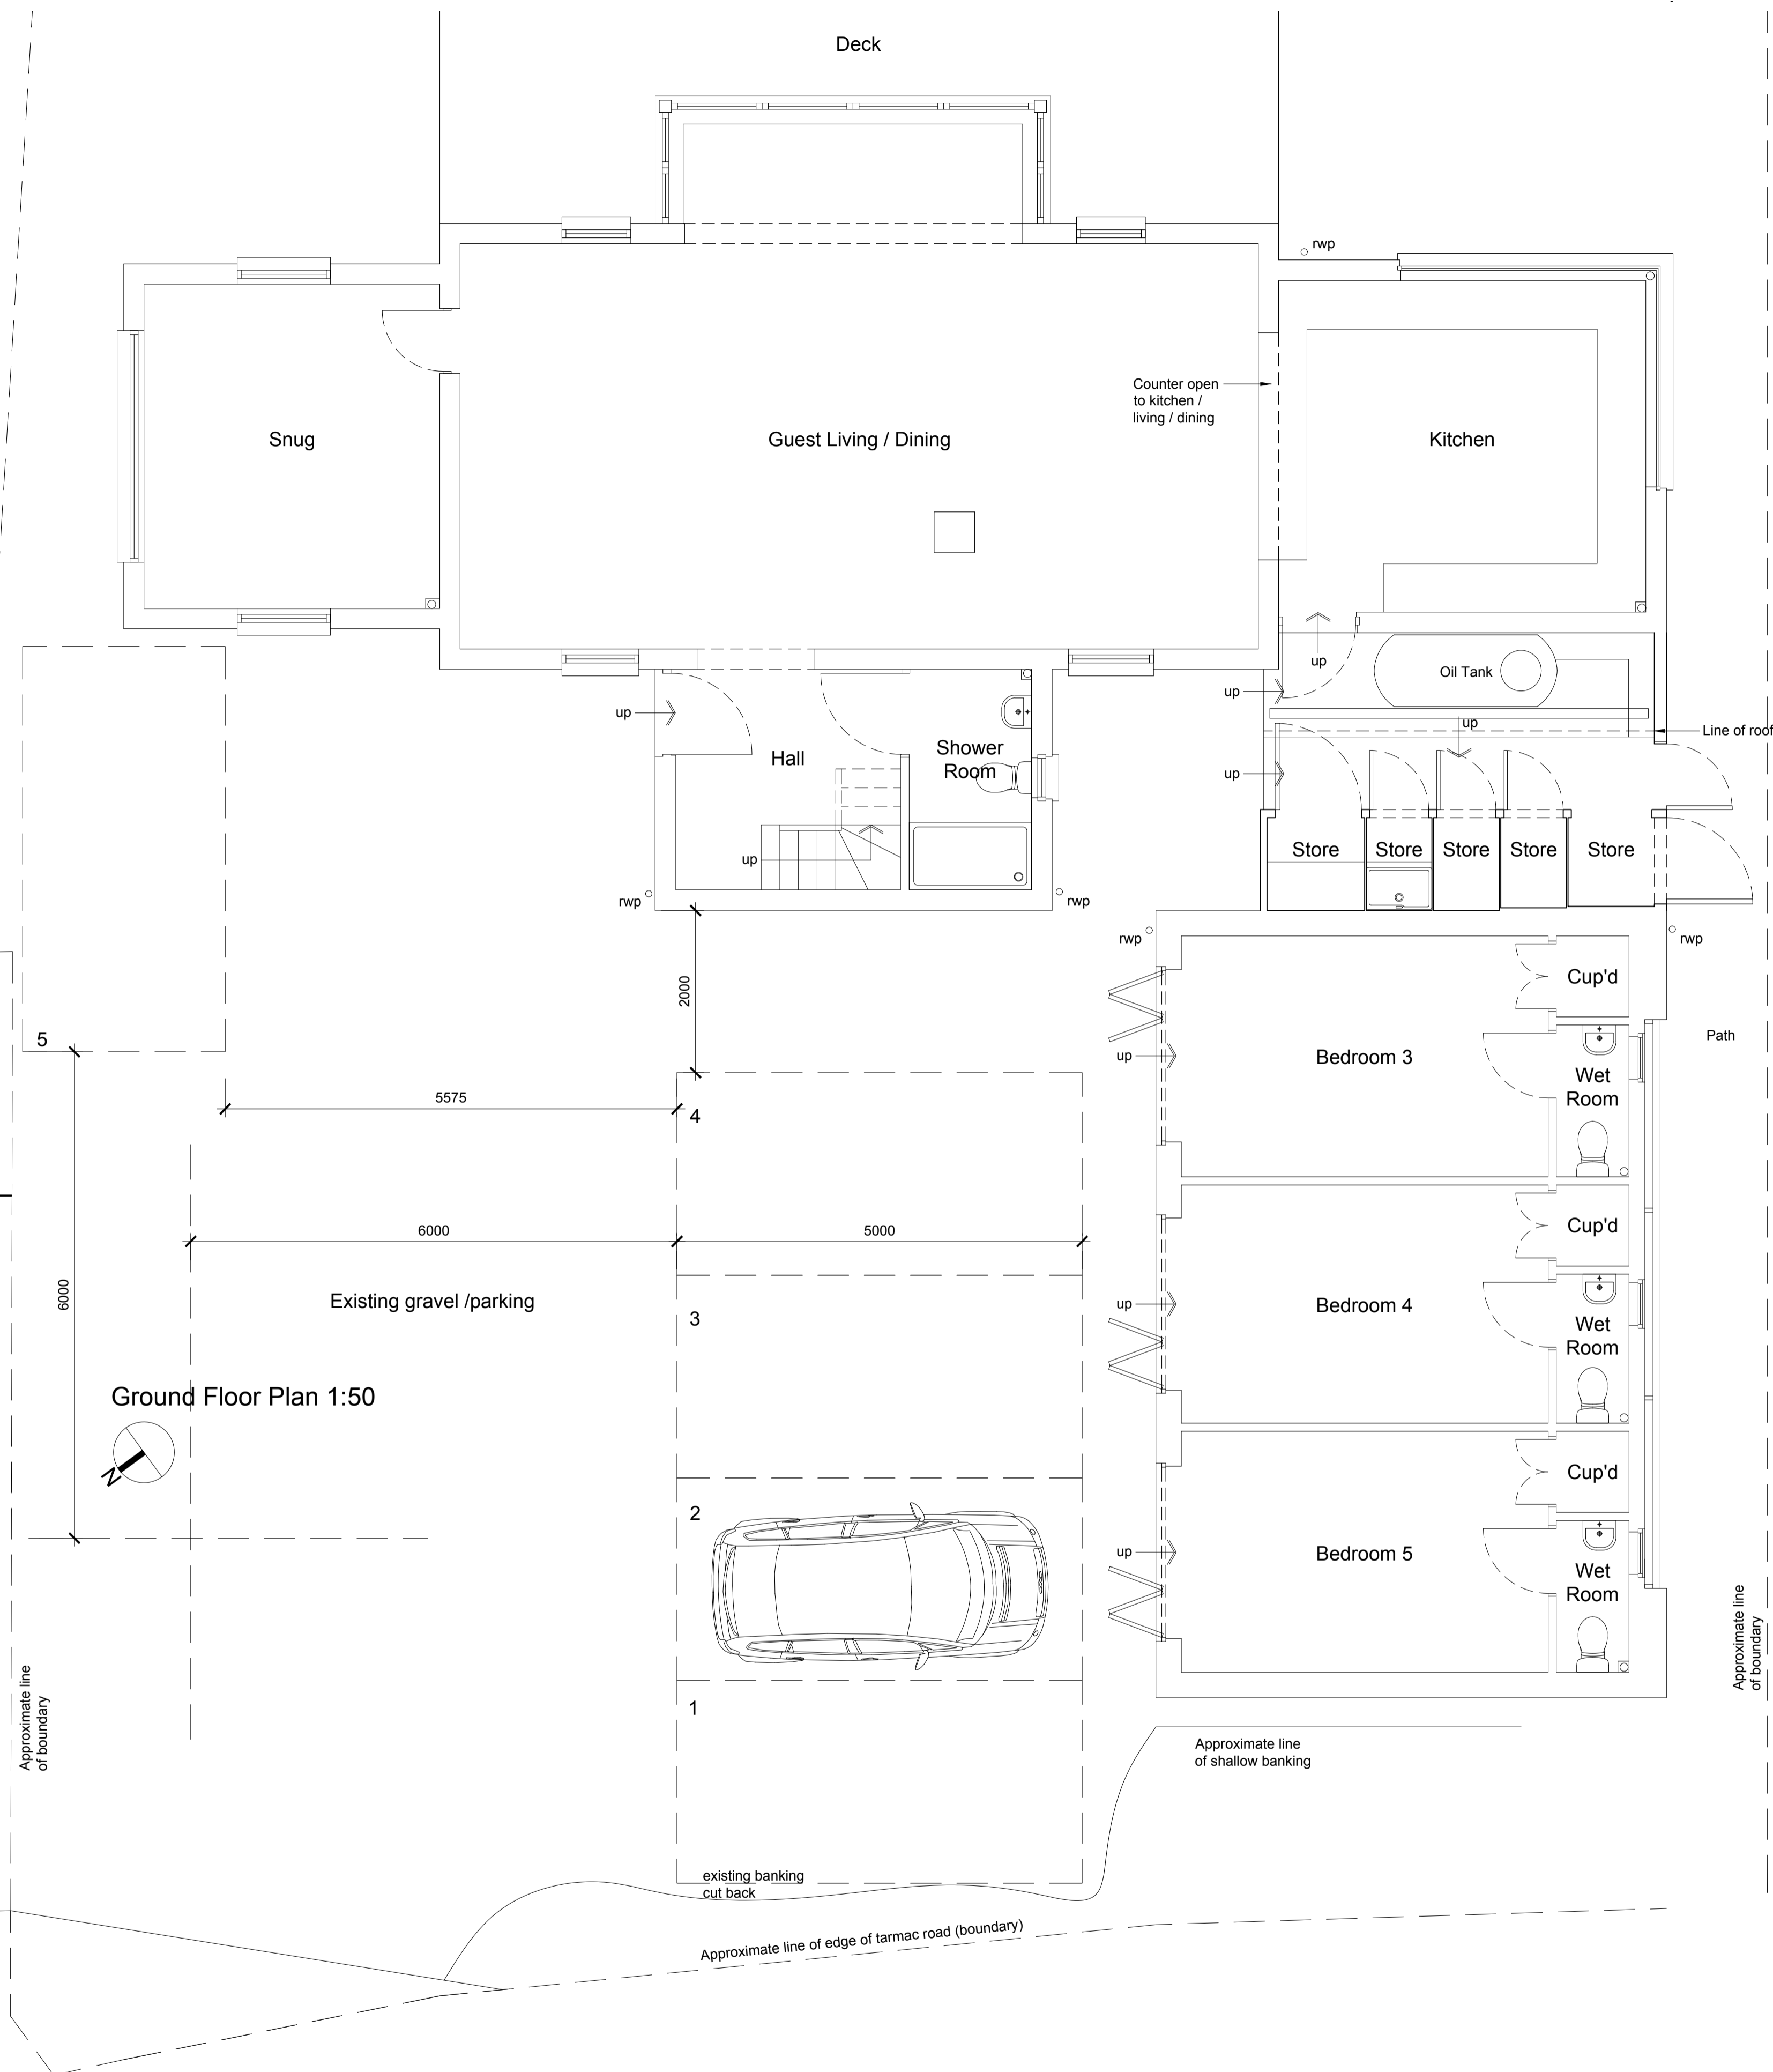 Deck
rwp
Counter open
to kitchen /
living / dining
Snug
Guest Living / Dining
Kitchen
up
Oil Tank
up
up
up
Line of roof
Hall
Shower
Room
up
up
Store
Store
Store
Store
Store
rwp
rwp
rwp
rwp
2000
Cup'd
5
Path
Bedroom 3
up
Wet
Room
5575
4
6000
5000
Cup'd
6000
Existing gravel /parking
3
up
Bedroom 4
Wet
Room
Ground Floor Plan 1:50
N
Cup'd
2
up
Bedroom 5
Wet
Room
Approximate line
of boundary
Approximate line
of boundary
1
Approximate line
of shallow banking
existing banking
cut back
Approximate line of edge of tarmac road (boundary)